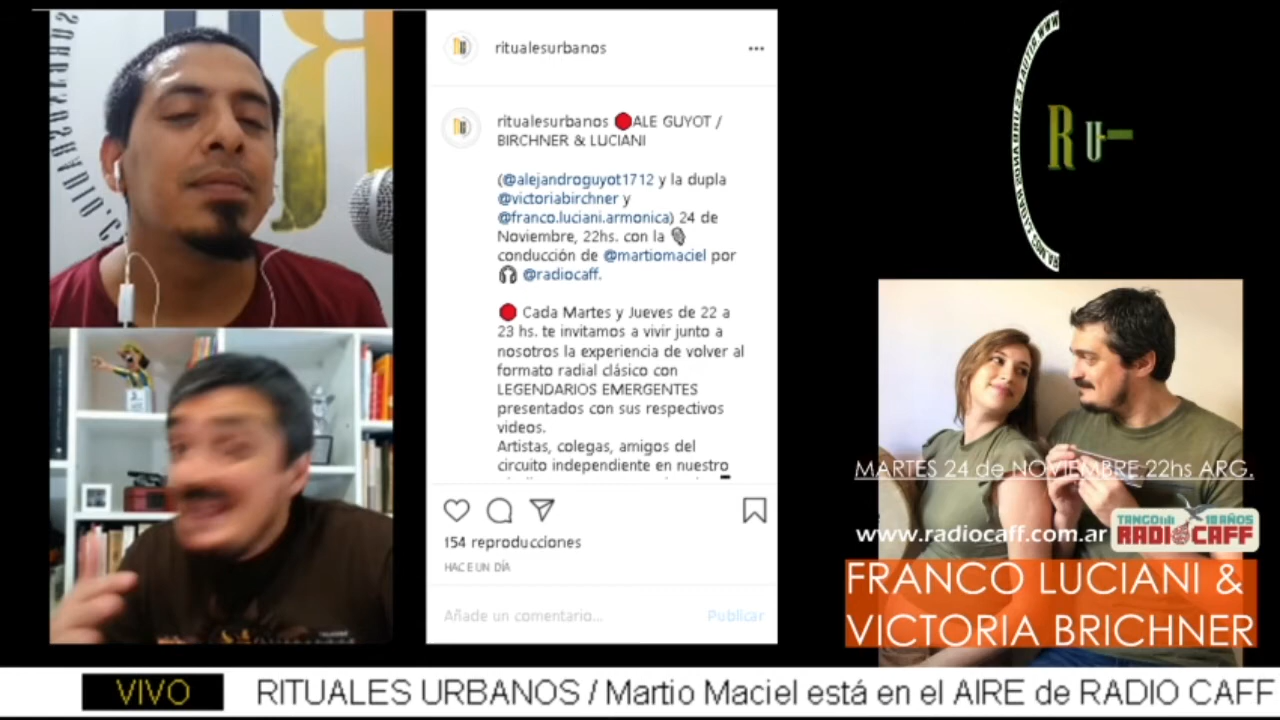 ritualesurbanos
ritualesurbanos 🔴ALE GUYOT /
BIRCHNER & LUCIANI
(@alejandroguyot1712 y la dupla
@victoriabirchner y
@franco.luciani.armonica) 24 de
Noviembre, 22hs. con la 🎙
conducción de @martiomaciel por
🎧 @radiocaff.
🔴 Cada Martes y Jueves de 22 a
23 hs. te invitamos a vivir junto a
nosotros la experiencia de volver al
formato radial clásico con
LEGENDARIOS EMERGENTES
presentados con sus respectivos
videos.
Artistas, colegas, amigos del
circuito independiente en nuestro
154 reproducciones
HACE UN DÍA
Añade un comentario...
Publicar
R U
MARTES 24 de NOVIEMBRE 22hs ARG.
www.radiocaff.com.ar
TANGO
10 AÑOS
RADIO CAFF
FRANCO LUCIANI &
VICTORIA BRICHNER
VIVO
RITUALES URBANOS / Martio Maciel está en el AIRE de RADIO CAFF